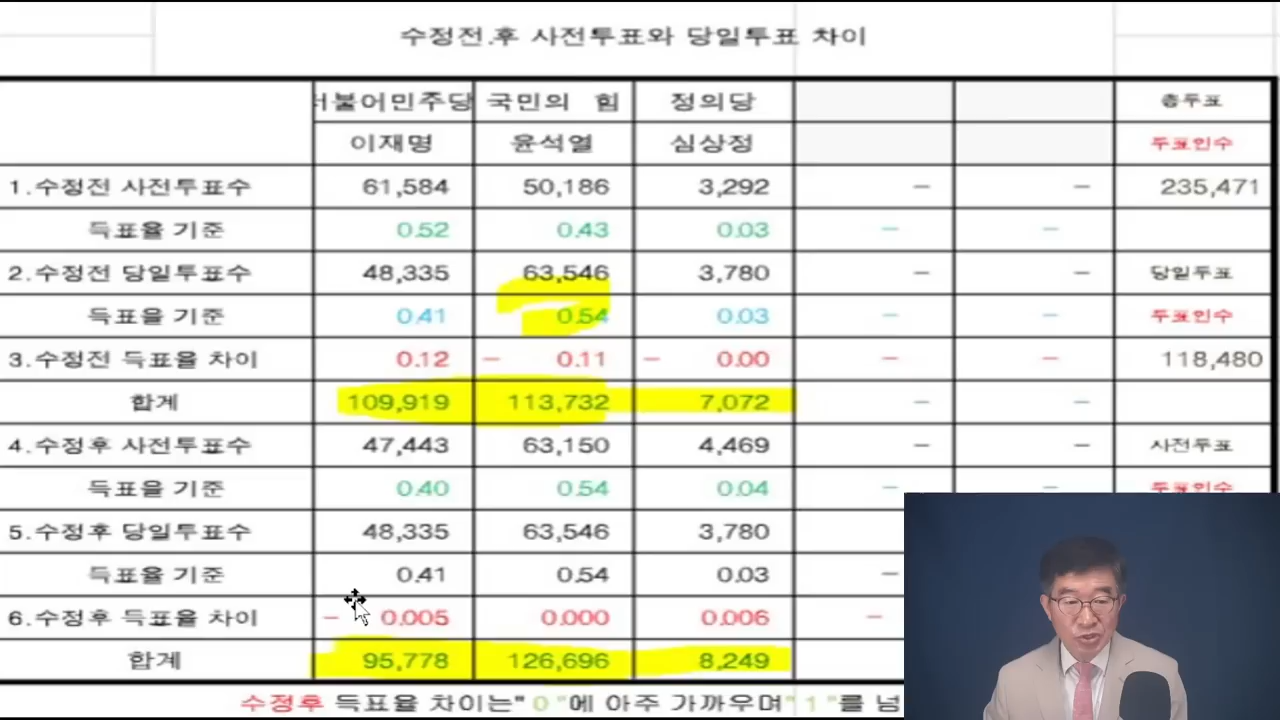 수정전.후 사전투표와 당일투표 차이
더불어민주당 국민의 힘 정의당 총투표
이재명 윤석열 심상정 투표인수
1.수정전 사전투표수 61,584 50,186 3,292 – – 235,471
득표율 기준 0.52 0.43 0.03 – –
2.수정전 당일투표수 48,335 63,546 3,780 – – 당일투표
득표율 기준 0.41 0.54 0.03 – – 투표인수
3.수정전 득표율 차이 0.12 – 0.11 – 0.00 – – 118,480
합계 109,919 113,732 7,072 – –
4.수정후 사전투표수 47,443 63,150 4,469 – – 사전투표
득표율 기준 0.40 0.54 0.04 – – 투표인수
5.수정후 당일투표수 48,335 63,546 3,780
득표율 기준 0.41 0.54 0.03 –
6.수정후 득표율 차이 – 0.005 0.000 0.006 –
합계 95,778 126,696 8,249
수정후 득표율 차이는" 0 "에 아주 가까우며" 1 "를 넘